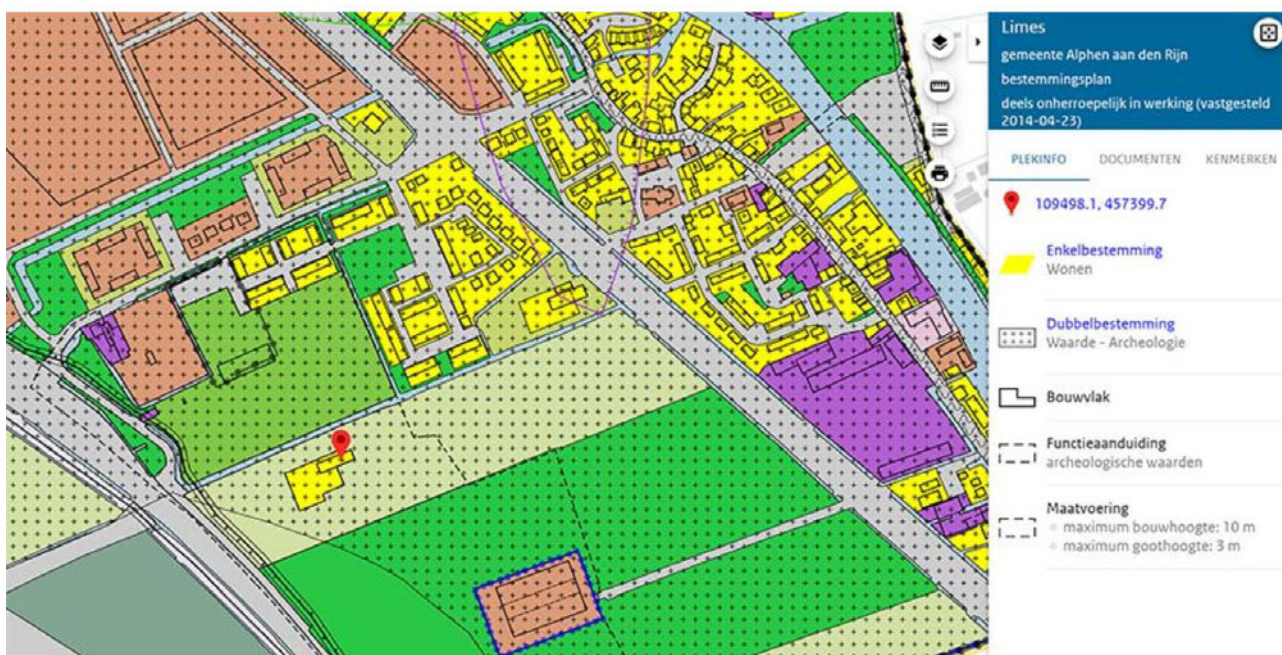 Limes
gemeente Alphen aan den Rijn
bestemmingsplan
deels onherroepelijk in werking (vastgesteld
2014-04-23)
PLEKINFO DOCUMENTEN KENMERKEN
109498.1, 457399.7
Enkelbestemming
Wonen
Dubbelbestemming
Waarde - Archeologie
Bouwvlak
Functieaanduiding
archeologische waarden
Maatvoering
maximum bouwhoogte: 10 m
maximum goothoogte: 3 m